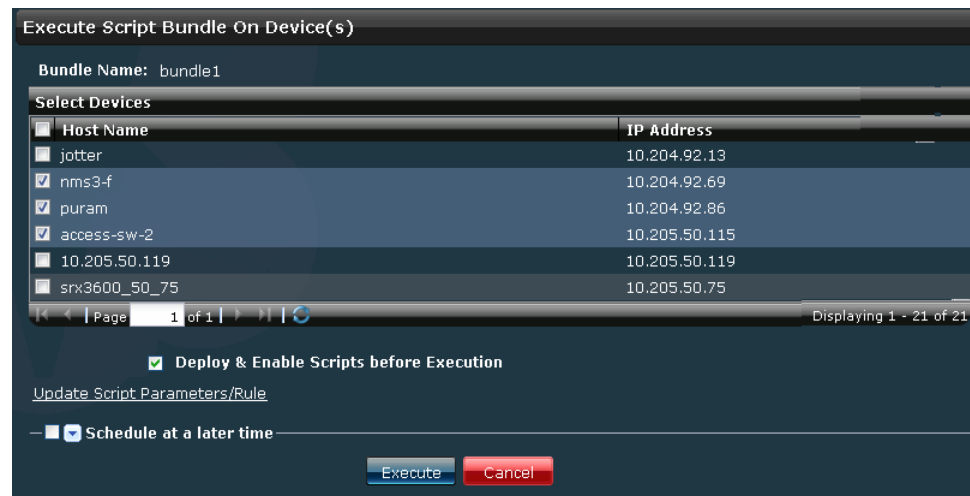 Execute Script Bundle On Device(s)
Bundle Name: bundle1
Select Devices
Host Name IP Address
jotter 10.204.92.13
nms3-f 10.204.92.69
puram 10.204.92.86
access-sw-2 10.205.50.115
10.205.50.119 10.205.50.119
srx3600_50_75 10.205.50.75
Page 1 of 1 Displaying 1 - 21 of 21
Deploy & Enable Scripts before Execution
Update Script Parameters/Rule
Schedule at a later time
Execute Cancel